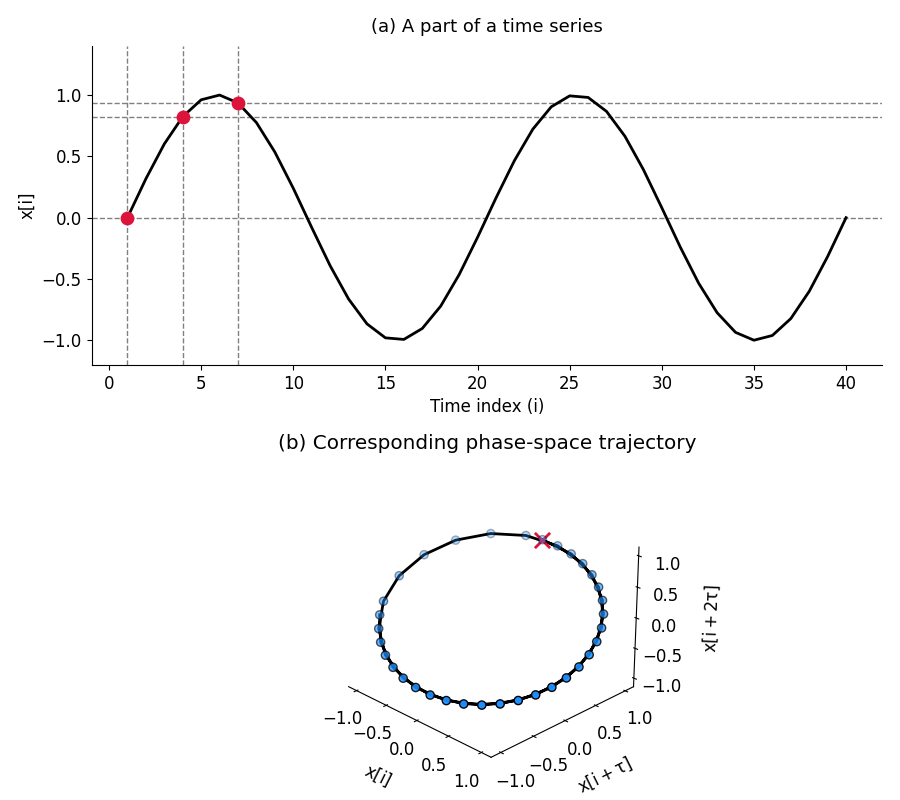 (a) A part of a time series
1.0
0.5
0.0
−0.5
−1.0
x[i]
0 5 10 15 20 25 30 35 40
Time index (i)
(b) Corresponding phase-space trajectory
1.0
0.5
0.0
−0.5
−1.0
x[i + 2τ]
−1.0
−0.5
0.0
0.5
1.0
x[i]
−1.0
−0.5
0.0
0.5
1.0
x[i + τ]